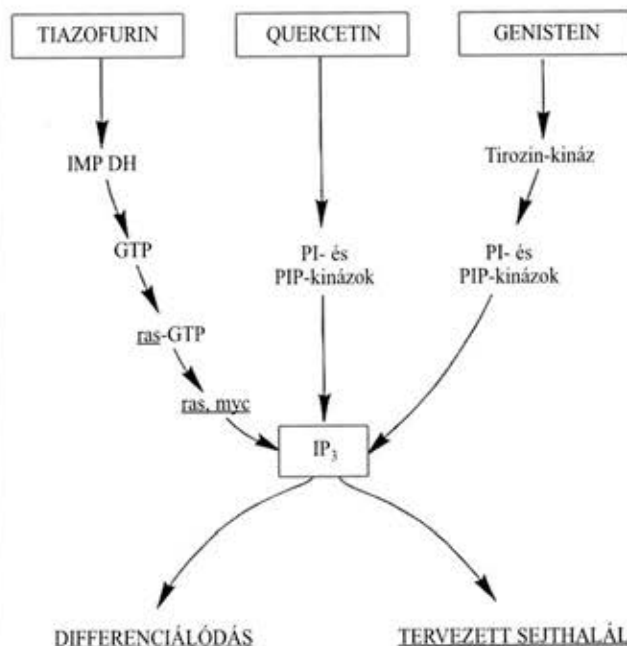 TIAZOFURIN
QUERCETIN
GENISTEIN
IMP DH
Tirozin-kináz
GTP
PI- és
PIP-kinázok
PI- és
PIP-kinázok
ras-GTP
ras, myc
IP₃
DIFFERENCIÁLÓDÁS
TERVEZETT SEJTHALÁL